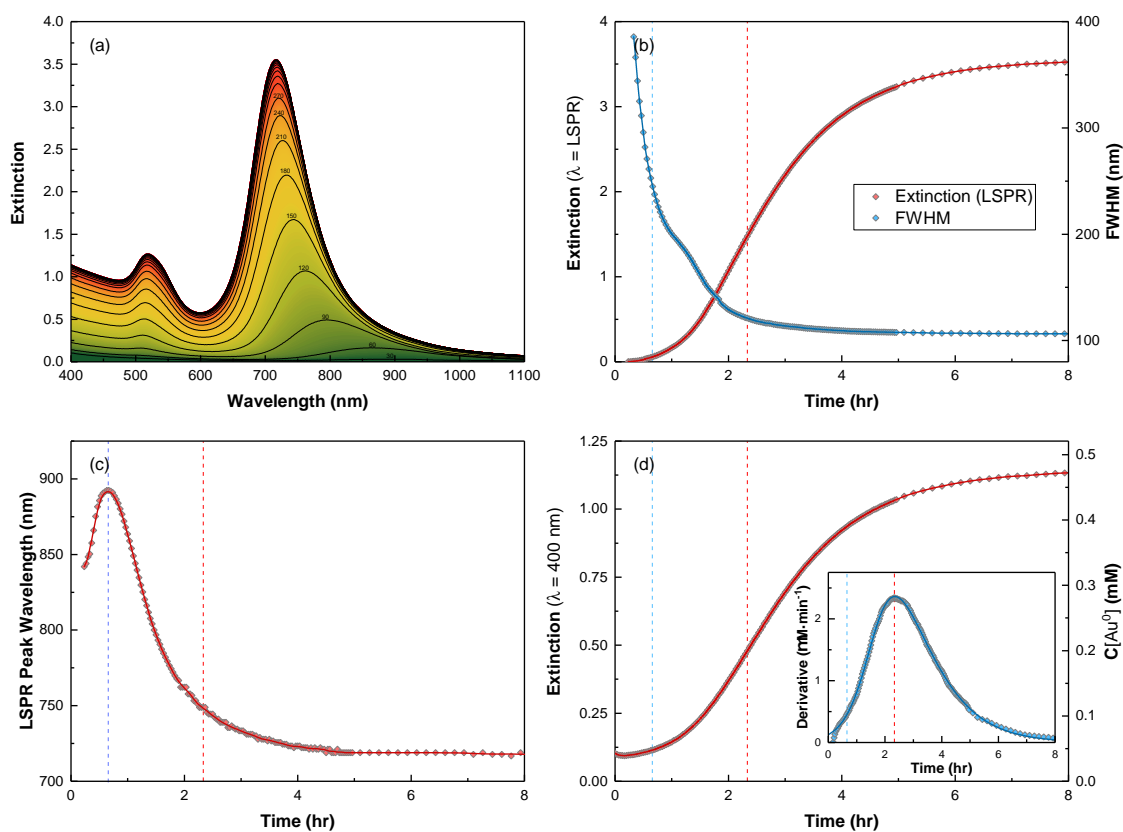 (a)
4.0
3.5
3.0
2.5
2.0
1.5
1.0
0.5
0.0
Extinction
270
240
210
180
150
120
90
60
30
400 500 600 700 800 900 1000 1100
Wavelength (nm)
(b)
4
3
2
1
0
Extinction (λ = LSPR)
400
300
200
100
FWHM (nm)
Extinction (LSPR)
FWHM
0 2 4 6 8
Time (hr)
(c)
900
850
800
750
700
LSPR Peak Wavelength (nm)
0 2 4 6 8
Time (hr)
(d)
1.25
1.00
0.75
0.50
0.25
0.00
Extinction (λ = 400 nm)
0.5
0.4
0.3
0.2
0.1
0.0
C[Au⁰] (mM)
2
1
0
Derivative (mM·min⁻¹)
0 2 4 6 8
Time (hr)
0 2 4 6 8
Time (hr)